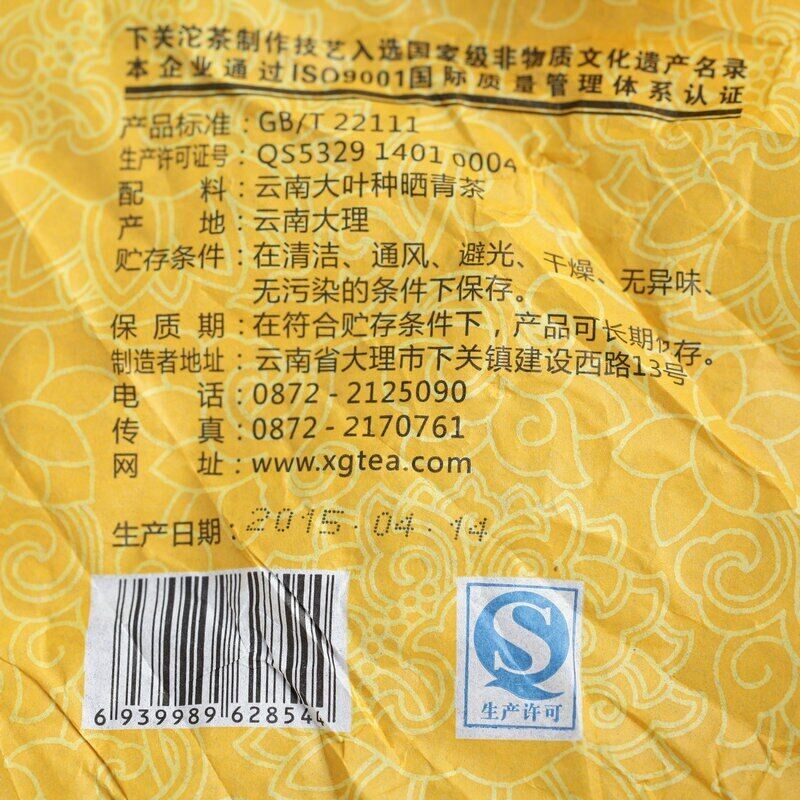 下关沱茶制作技艺入选国家级非物质文化遗产名录
本企业通过ISO9001国际质量管理体系认证
产品标准：GB/T 22111
生产许可证号：QS5329 1401 0004
配 料：云南大叶种晒青茶
产 地：云南大理
贮存条件：在清洁、通风、避光、干燥、无异味、
无污染的条件下保存。
保 质 期：在符合贮存条件下，产品可长期保存。
制造者地址：云南省大理市下关镇建设西路13号
电 话：0872-2125090
传 真：0872-2170761
网 址：www.xgtea.com
生产日期：2015.04.14
6 939989 628544
S
生产许可